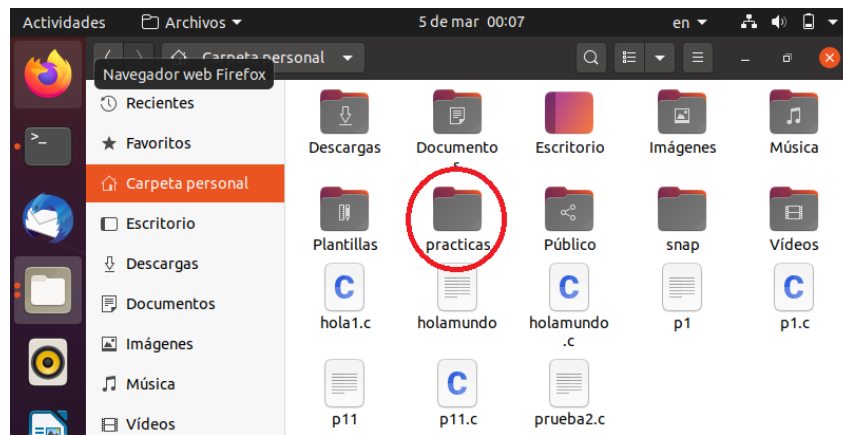 Actividades Archivos 5 de mar 00:07 en
Carpeta personal
Navegador web Firefox
Recientes
Favoritos
Carpeta personal
Escritorio
Descargas
Documentos
Imágenes
Música
Vídeos
Descargas Documento Escritorio Imágenes Música
s
Plantillas practicas Público snap Vídeos
hola1.c holamundo holamundo p1 p1.c
.c
p11 p11.c prueba2.c